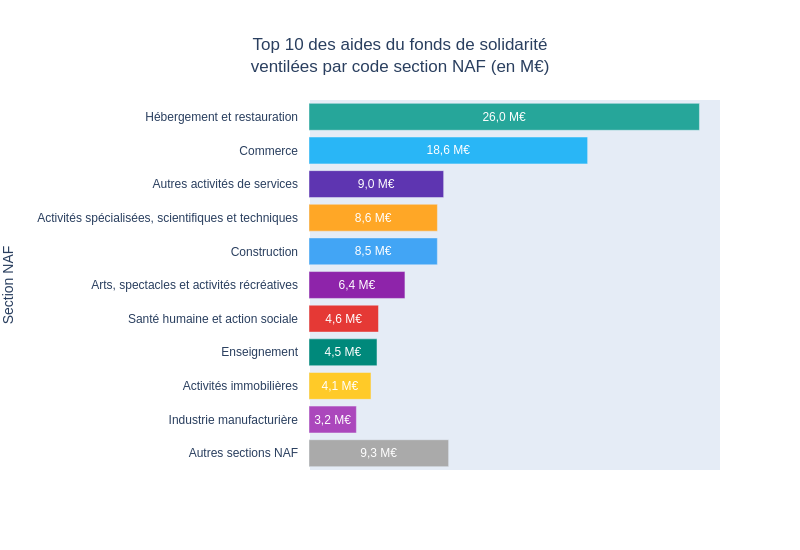 Top 10 des aides du fonds de solidarité
ventilées par code section NAF (en M€)
Section NAF
Hébergement et restauration 26,0 M€
Commerce 18,6 M€
Autres activités de services 9,0 M€
Activités spécialisées, scientifiques et techniques 8,6 M€
Construction 8,5 M€
Arts, spectacles et activités récréatives 6,4 M€
Santé humaine et action sociale 4,6 M€
Enseignement 4,5 M€
Activités immobilières 4,1 M€
Industrie manufacturière 3,2 M€
Autres sections NAF 9,3 M€